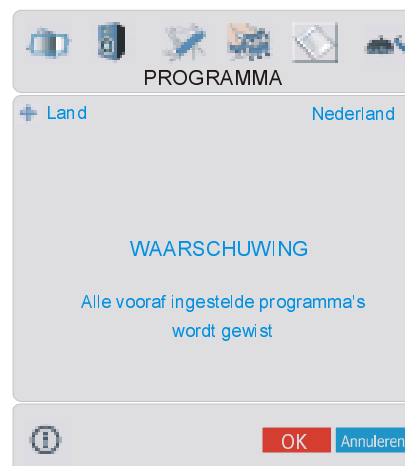 PROGRAMMA
Land Nederland
WAARSCHUWING
Alle vooraf ingestelde programma's
wordt gewist
OK Annuleren